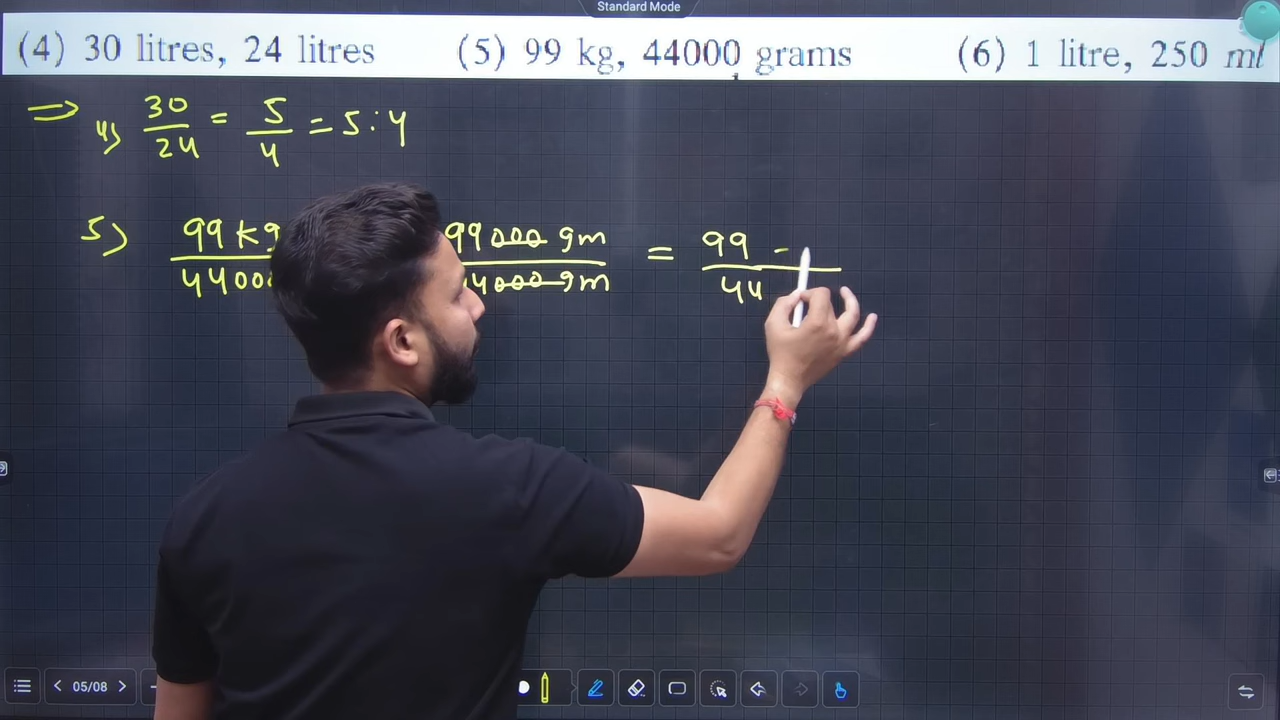 Standard Mode
(4) 30 litres, 24 litres (5) 99 kg, 44000 grams (6) 1 litre, 250 ml
⇒ 4) 30/24 = 5/4 = 5:4
5) 99 kg/44000 99000 gm/44000 gm = 99/44 -
05/08